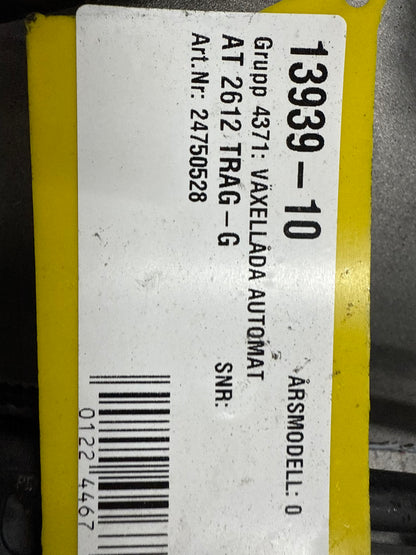 13939-10
ÅRSMODELL: 0
Grupp 4371: VÄXELLÅDA AUTOMAT
AT 2612 TRAG-G
SNR:
Art.Nr: 24750528
0122 4467